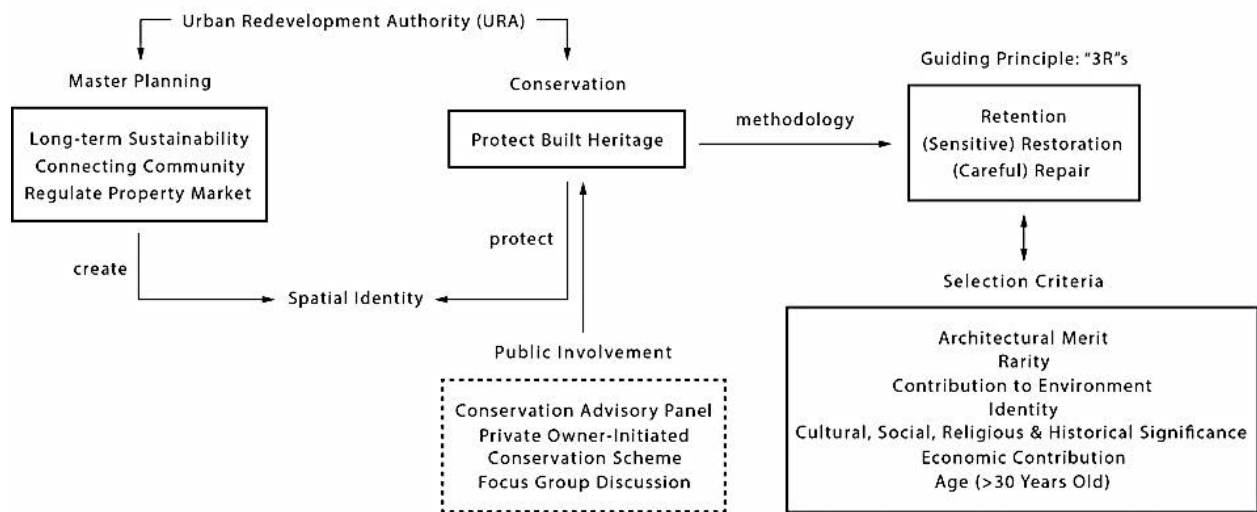 Urban Redevelopment Authority (URA)
Master Planning
Long-term Sustainability
Connecting Community
Regulate Property Market
create
Spatial Identity
Conservation
Protect Built Heritage
protect
Public Involvement
Conservation Advisory Panel
Private Owner-Initiated
Conservation Scheme
Focus Group Discussion
methodology
Guiding Principle: "3R"s
Retention
(Sensitive) Restoration
(Careful) Repair
Selection Criteria
Architectural Merit
Rarity
Contribution to Environment
Identity
Cultural, Social, Religious & Historical Significance
Economic Contribution
Age (>30 Years Old)